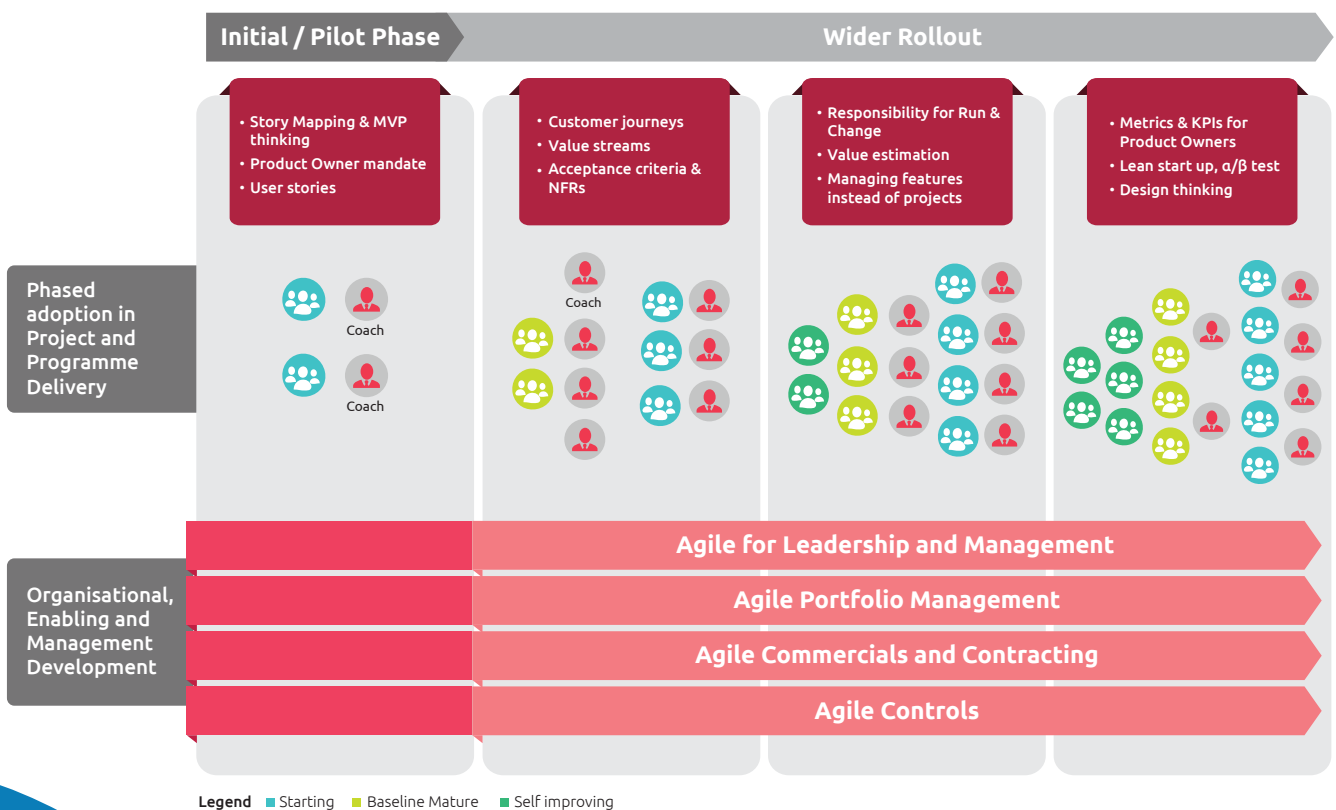 Initial / Pilot Phase
Wider Rollout
• Story Mapping & MVP
thinking
• Product Owner mandate
• User stories
• Customer journeys
• Value streams
• Acceptance criteria &
NFRs
• Responsibility for Run &
Change
• Value estimation
• Managing features
instead of projects
• Metrics & KPIs for
Product Owners
• Lean start up, α/β test
• Design thinking
Phased
adoption in
Project and
Programme
Delivery
Coach
Coach
Coach
Organisational,
Enabling and
Management
Development
Agile for Leadership and Management
Agile Portfolio Management
Agile Commercials and Contracting
Agile Controls
Legend Starting Baseline Mature Self improving